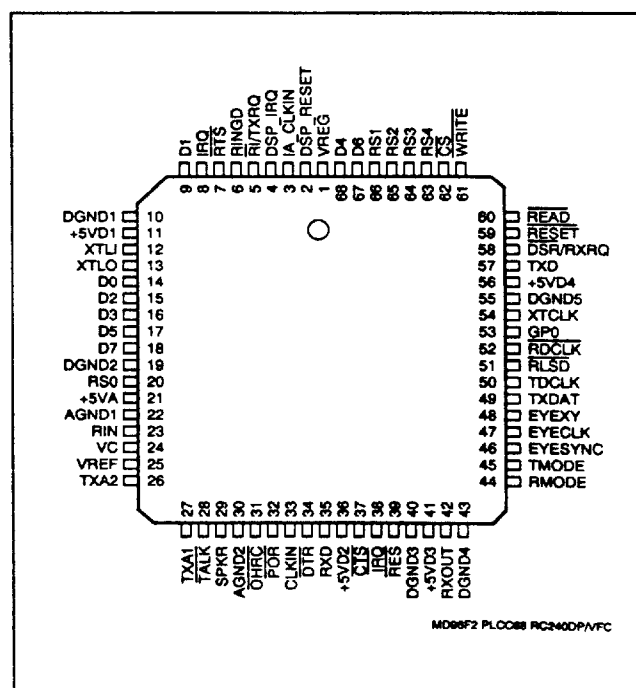 D1 IRQ RTS RINGD RI/TXRQ DSP_IRQ IA_CLKIN DSP_RESET VREG D4 D6 RS1 RS2 RS3 RS4 CS WRITE
9 8 7 6 5 4 3 2 1 68 67 66 65 64 63 62 61
DGND1 10
+5VD1 11
XTLI 12
XTLO 13
D0 14
D2 15
D3 16
D5 17
D7 18
DGND2 19
RS0 20
+5VA 21
AGND1 22
RIN 23
VC 24
VREF 25
TXA2 26
60 READ
59 RESET
58 DSR/RXRQ
57 TXD
56 +5VD4
55 DGND5
54 XTCLK
53 GP0
52 RDCLK
51 RLSD
50 TDCLK
49 TXDAT
48 EYEXY
47 EYECLK
46 EYESYNC
45 TMODE
44 RMODE
27 28 29 30 31 32 33 34 35 36 37 38 39 40 41 42 43
TXA1 TALK SPKR AGND2 OHRC POR CLKIN DTR RXD +5VD2 CTS IRQ RES DGND3 +5VD3 RXOUT DGND4
MD96F2 PLCC68 RC240DP/VFC